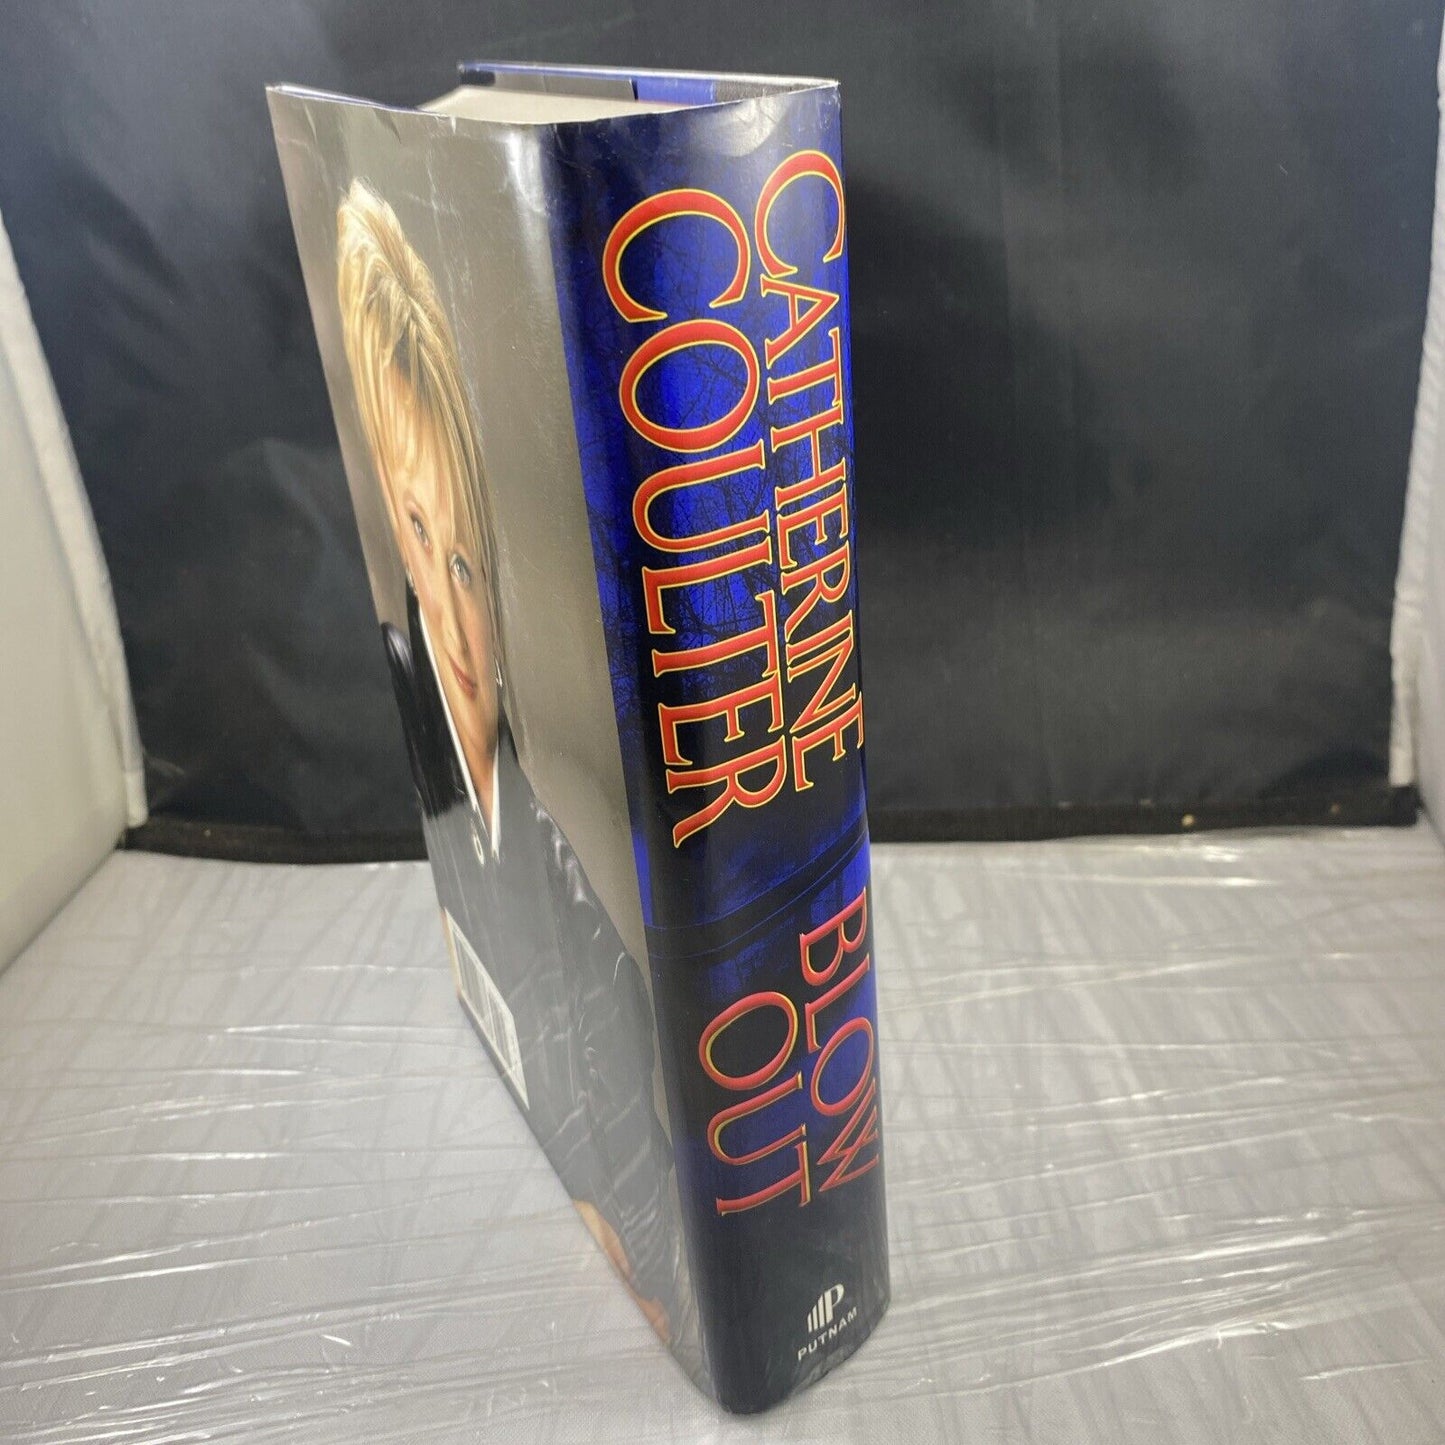 CATHERINE
COULTER
BLOW
OUT
PUTNAM